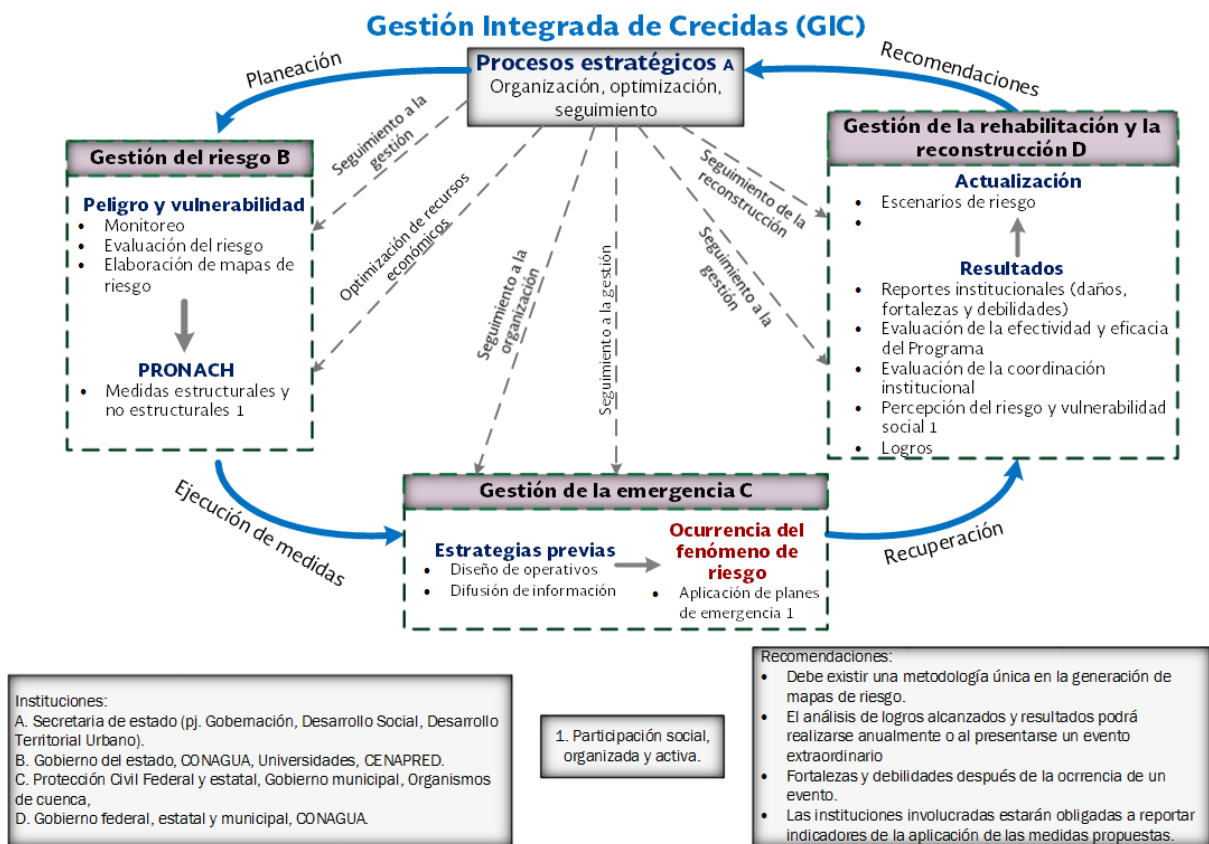 Gestión Integrada de Crecidas (GIC)
Planeación
Procesos estratégicos A
Organización, optimización,
seguimiento
Recomendaciones
Gestión del riesgo B
Peligro y vulnerabilidad
• Monitoreo
• Evaluación del riesgo
• Elaboración de mapas de
riesgo
PRONACH
• Medidas estructurales y
no estructurales 1
Seguimiento a la
gestión
Optimización de recursos
económicos
Seguimiento a la
organización
Seguimiento a la gestión
Seguimiento a la
gestión
Seguimiento de la
reconstrucción
Gestión de la rehabilitación y la
reconstrucción D
Actualización
• Escenarios de riesgo
•
Resultados
• Reportes institucionales (daños,
fortalezas y debilidades)
• Evaluación de la efectividad y eficacia
del Programa
• Evaluación de la coordinación
institucional
• Percepción del riesgo y vulnerabilidad
social 1
• Logros
Ejecución de medidas
Gestión de la emergencia C
Estrategias previas
• Diseño de operativos
• Difusión de información
Ocurrencia del
fenómeno de
riesgo
• Aplicación de planes
de emergencia 1
Recuperación
Instituciones:
A. Secretaria de estado (pj. Gobernación, Desarrollo Social, Desarrollo
Territorial Urbano).
B. Gobierno del estado, CONAGUA, Universidades, CENAPRED.
C. Protección Civil Federal y estatal, Gobierno municipal, Organismos
de cuenca,
D. Gobierno federal, estatal y municipal, CONAGUA.
1. Participación social,
organizada y activa.
Recomendaciones:
• Debe existir una metodología única en la generación de
mapas de riesgo.
• El análisis de logros alcanzados y resultados podrá
realizarse anualmente o al presentarse un evento
extraordinario
• Fortalezas y debilidades después de la ocrrencia de un
evento.
• Las instituciones involucradas estarán obligadas a reportar
indicadores de la aplicación de las medidas propuestas.